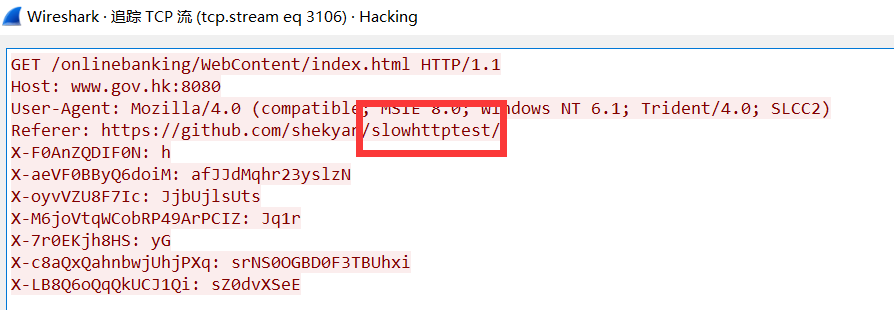 Wireshark · 追踪 TCP 流 (tcp.stream eq 3106) · Hacking
GET /onlinebanking/WebContent/index.html HTTP/1.1
Host: www.gov.hk:8080
User-Agent: Mozilla/4.0 (compatible; MSIE 8.0; Windows NT 6.1; Trident/4.0; SLCC2)
Referer: https://github.com/shekyan/slowhttptest/
X-F0AnZQDIF0N: h
X-aeVF0BByQ6doiM: afJJdMqhr23yslzN
X-oyvVZU8F7Ic: JjbUjlsUts
X-M6joVtqWCobRP49ArPCIZ: Jq1r
X-7r0EKjh8HS: yG
X-c8aQxQahnbwjUhjPXq: srNS0OGBD0F3TBUhxi
X-LB8Q6oQqQkUCJ1Qi: sZ0dvXSeE